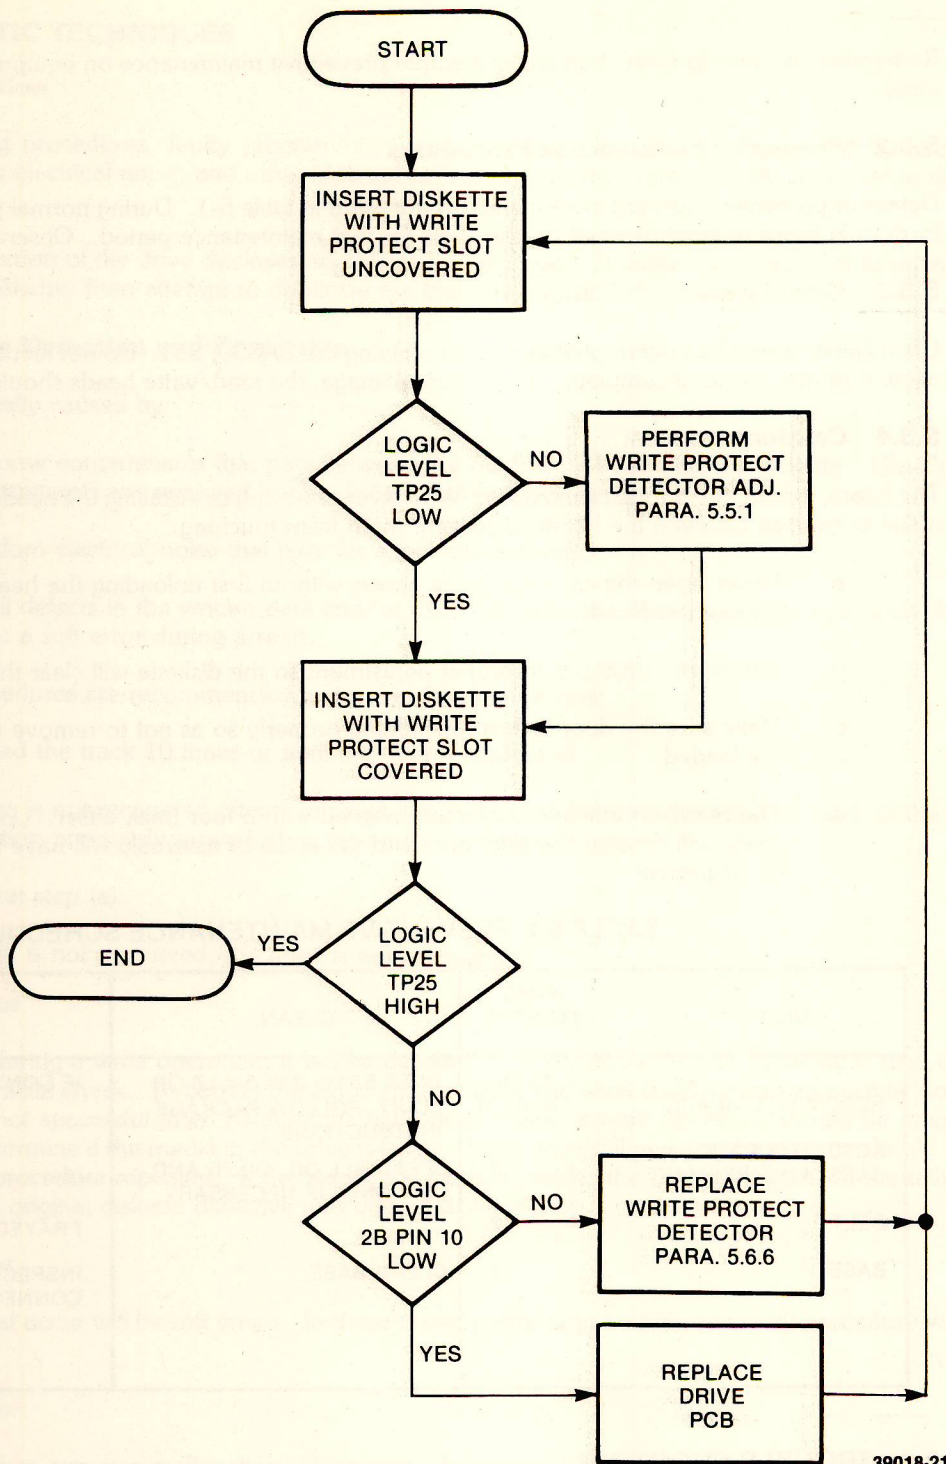 START
INSERT DISKETTE
WITH WRITE
PROTECT SLOT
UNCOVERED
LOGIC
LEVEL
TP25
LOW
NO
PERFORM
WRITE PROTECT
DETECTOR ADJ.
PARA. 5.5.1
YES
INSERT DISKETTE
WITH WRITE
PROTECT SLOT
COVERED
LOGIC
LEVEL
TP25
HIGH
YES
END
NO
LOGIC
LEVEL
2B PIN 10
LOW
NO
REPLACE
WRITE PROTECT
DETECTOR
PARA. 5.6.6
YES
REPLACE
DRIVE
PCB
39018-21